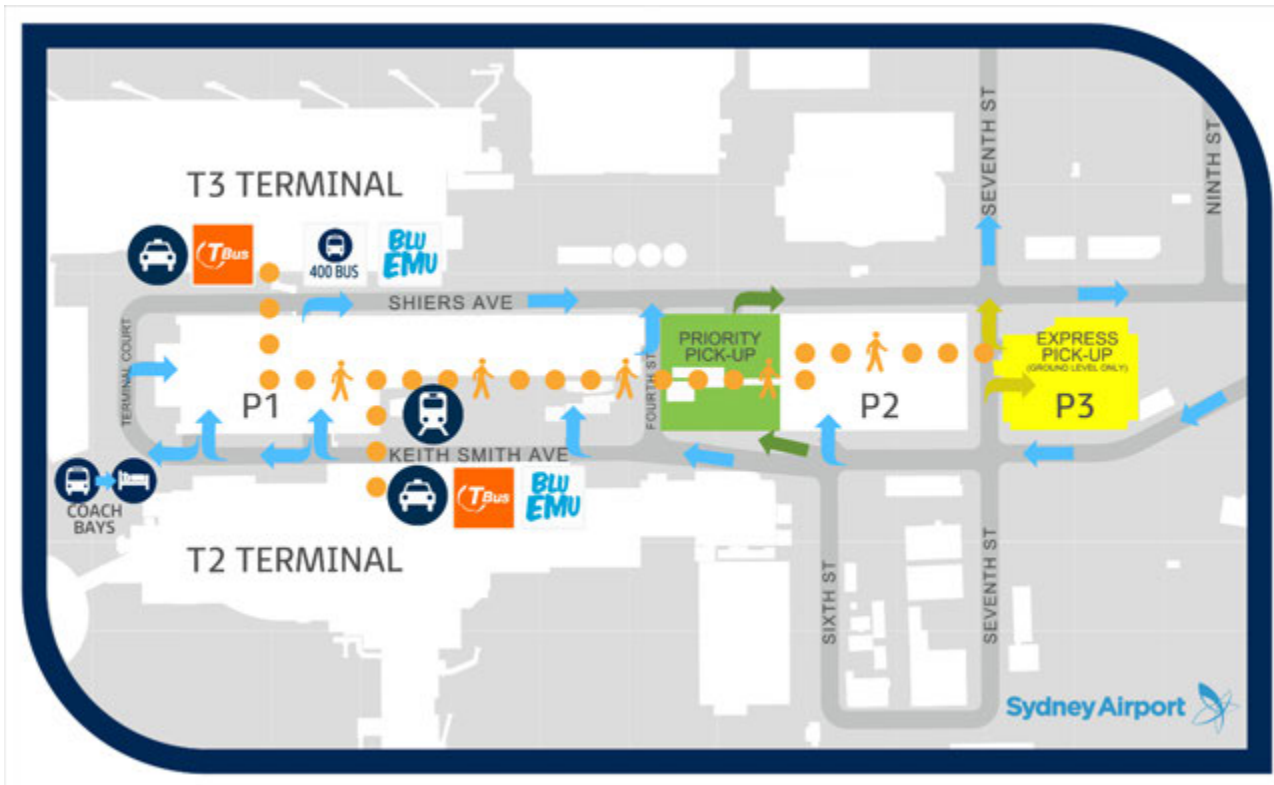 T3 TERMINAL
TBus
400 BUS
BLU
EMU
SEVENTH ST
NINTH ST
SHIERS AVE
TERMINAL COURT
PRIORITY
PICK-UP
EXPRESS
PICK-UP
(GROUND LEVEL ONLY)
P1
FOURTH ST
P2
P3
KEITH SMITH AVE
COACH
BAYS
TBus
BLU
EMU
T2 TERMINAL
SIXTH ST
SEVENTH ST
Sydney Airport